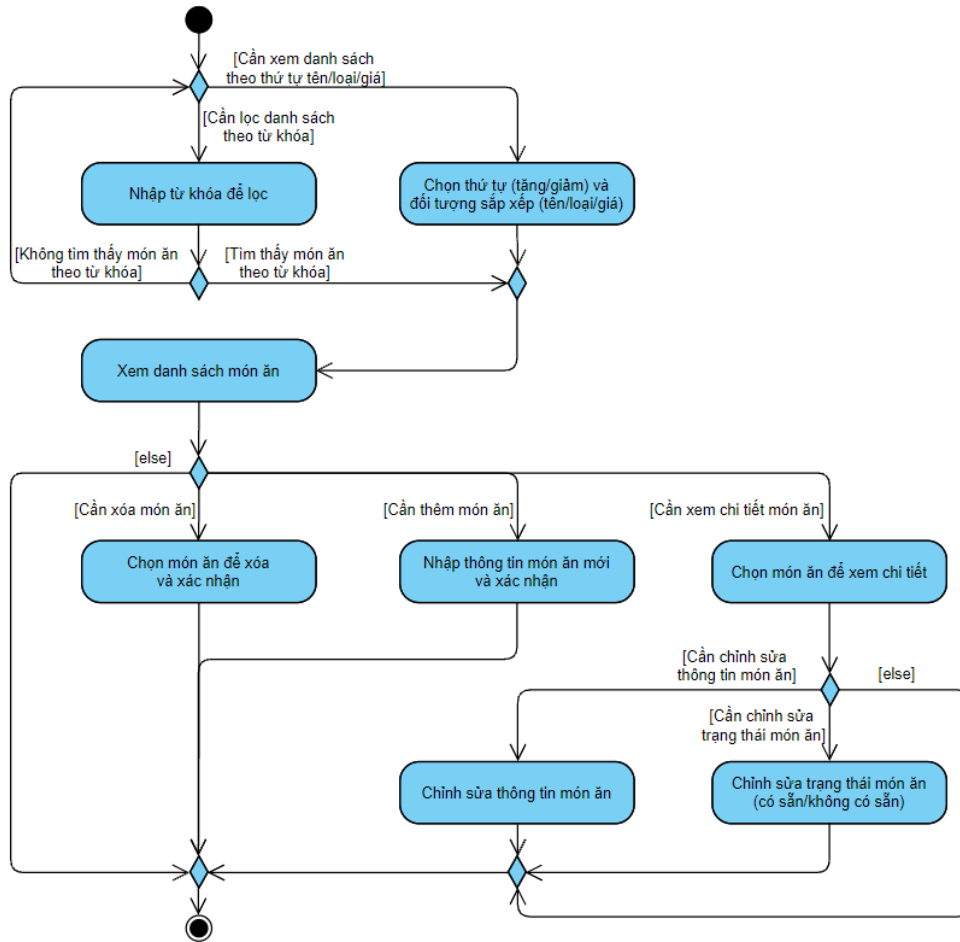 [Cần xem danh sách
theo thứ tự tên/loại/giá]
[Cần lọc danh sách
theo từ khóa]
Nhập từ khóa để lọc
Chọn thứ tự (tăng/giảm) và
đối tượng sắp xếp (tên/loại/giá)
[Không tìm thấy món ăn
theo từ khóa]
[Tìm thấy món ăn
theo từ khóa]
Xem danh sách món ăn
[else]
[Cần xóa món ăn]
[Cần thêm món ăn]
[Cần xem chi tiết món ăn]
Chọn món ăn để xóa
và xác nhận
Nhập thông tin món ăn mới
và xác nhận
Chọn món ăn để xem chi tiết
[Cần chỉnh sửa
thông tin món ăn]
[else]
[Cần chỉnh sửa
trạng thái món ăn]
Chỉnh sửa thông tin món ăn
Chỉnh sửa trạng thái món ăn
(có sẵn/không có sẵn)